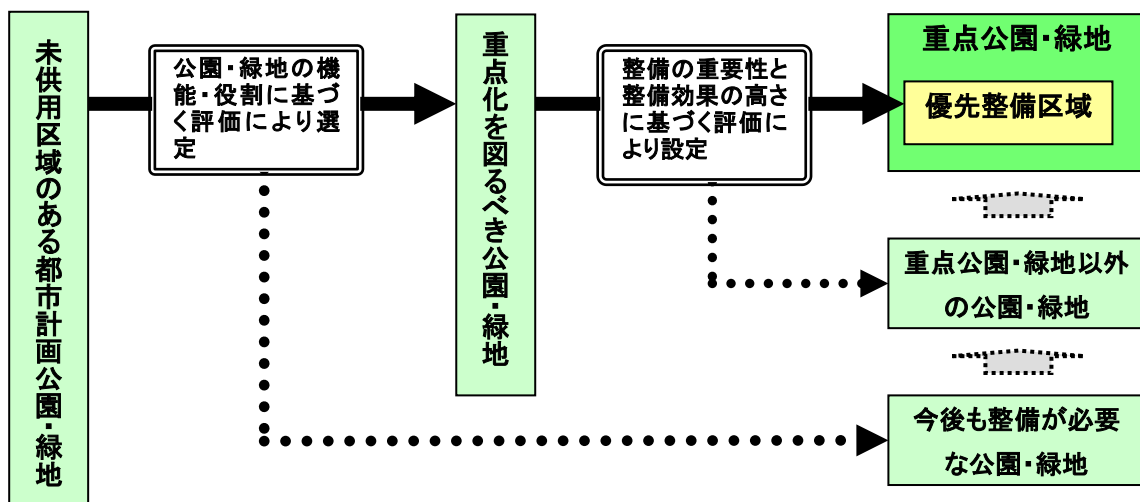 未供用区域のある都市計画公園・緑地
公園・緑地の機
能・役割に基づ
く評価により選
定
重点化を図るべき公園・緑地
整備の重要性と
整備効果の高さ
に基づく評価に
より設定
重点公園・緑地
優先整備区域
重点公園・緑地以外
の公園・緑地
今後も整備が必要
な公園・緑地